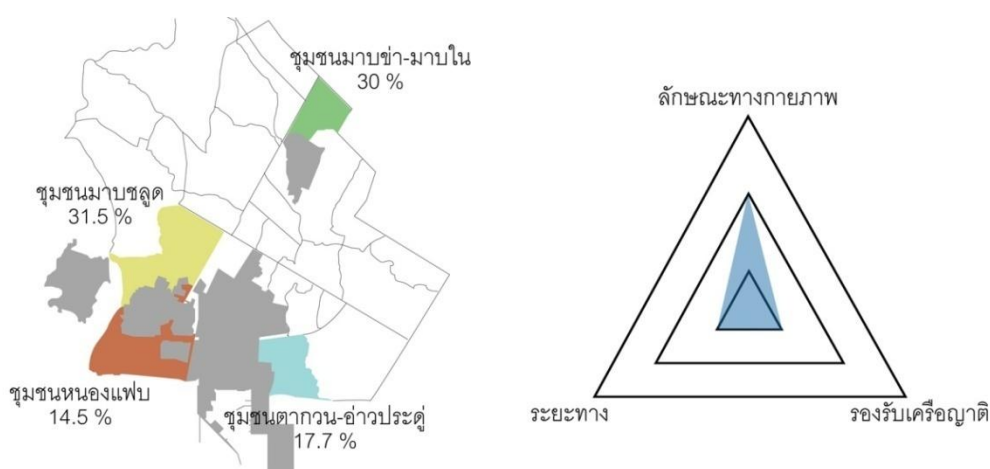 ชุมชนมาบข่า-มาบใน
30 %
ชุมชนมาบชลูด
31.5 %
ชุมชนหนองแฟบ
14.5 %
ชุมชนตากวน-อ่าวประดู่
17.7 %
ลักษณะทางกายภาพ
ระยะทาง
รองรับเครือญาติ